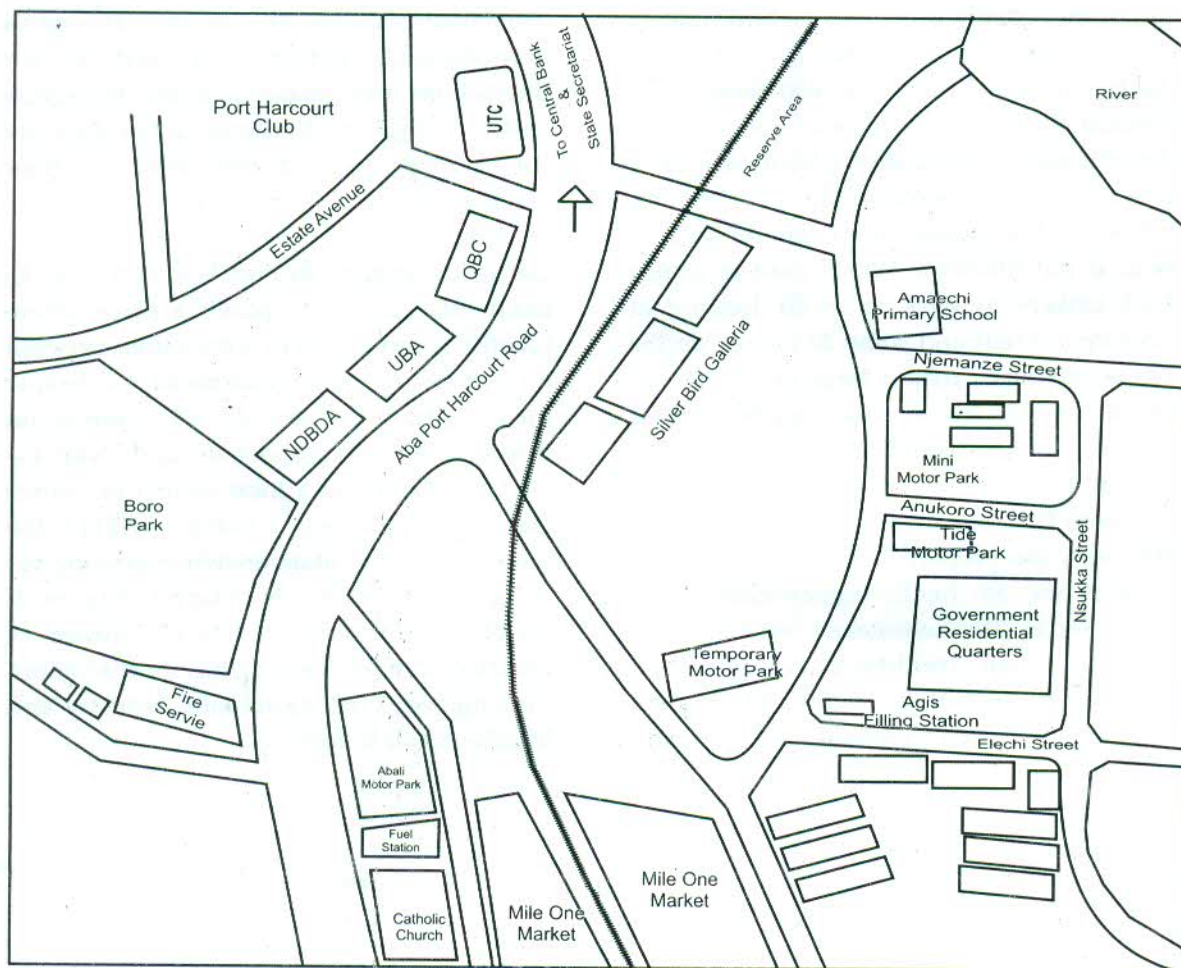 Port Harcourt
Club
UTC
To Central Bank
&
State Secretariat
Reserve Area
River
Estate Avenue
QBC
UBA
NDBDA
Aba Port Harcourt Road
Silver Bird Galleria
Amaechi
Primary School
Njemanze Street
Mini
Motor Park
Anukoro Street
Tide
Motor Park
Nsukka Street
Government
Residential
Quarters
Boro
Park
Temporary
Motor Park
Agis
Filling Station
Elechi Street
Fire
Servie
Abali
Motor Park
Fuel
Station
Catholic
Church
Mile One
Market
Mile One
Market